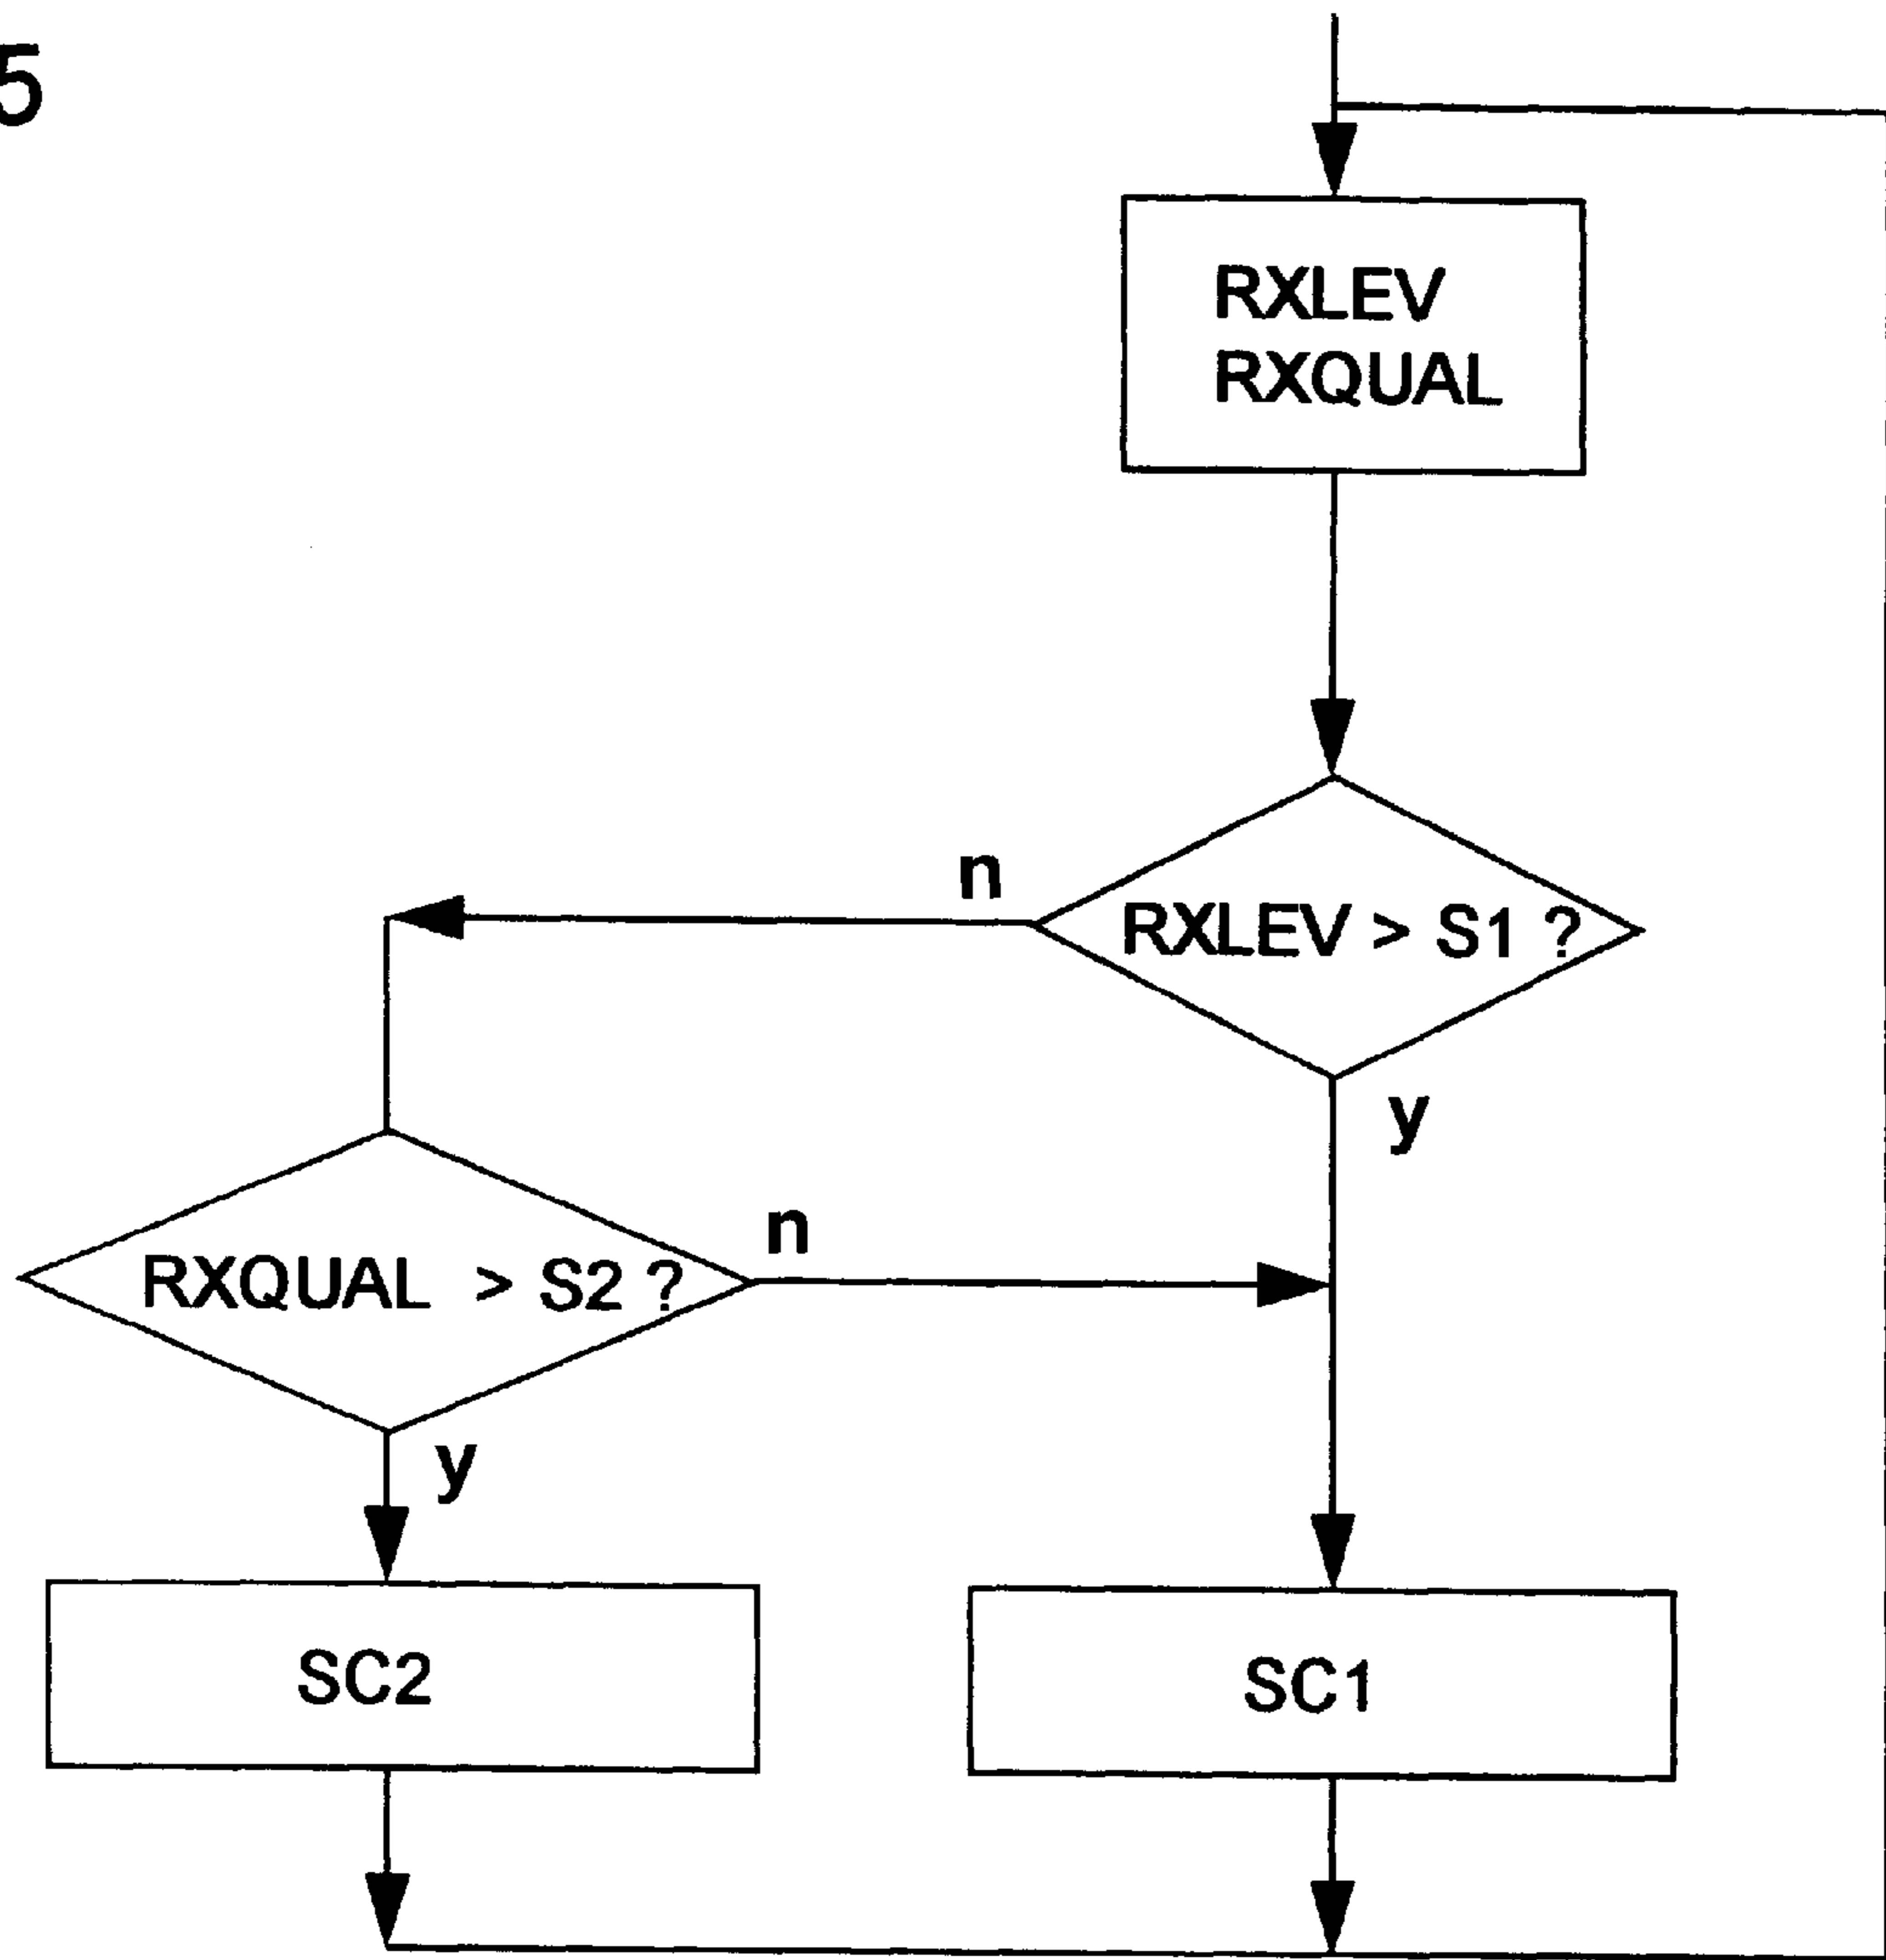 5
RXLEV
RXQUAL
n
RXLEV > S1 ?
y
n
RXQUAL > S2 ?
y
SC2
SC1